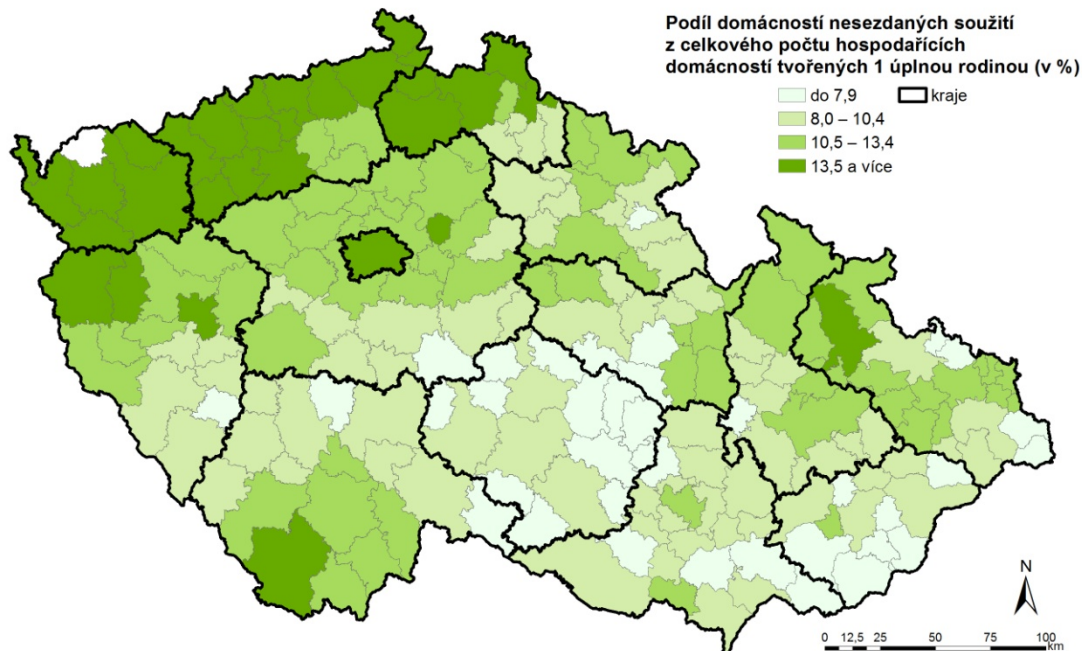 Podíl domácností nesezdaných soužití
z celkového počtu hospodařících
domácností tvořených 1 úplnou rodinou (v %)
do 7,9
kraje
8,0 – 10,4
10,5 – 13,4
13,5 a více
N
0 12,5 25 50 75 100
km